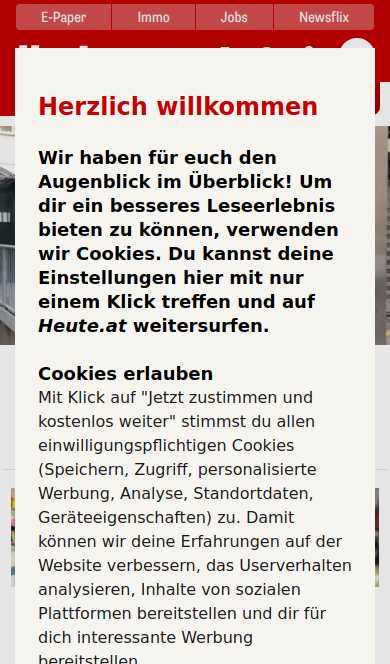 E-Paper Immo Jobs Newsflix
Herzlich willkommen
Wir haben für euch den
Augenblick im Überblick! Um
dir ein besseres Leseerlebnis
bieten zu können, verwenden
wir Cookies. Du kannst deine
Einstellungen hier mit nur
einem Klick treffen und auf
Heute.at weitersurfen.
Cookies erlauben
Mit Klick auf "Jetzt zustimmen und
kostenlos weiter" stimmst du allen
einwilligungspflichtigen Cookies
(Speichern, Zugriff, personalisierte
Werbung, Analyse, Standortdaten,
Geräteeigenschaften) zu. Damit
können wir deine Erfahrungen auf der
Website verbessern, das Userverhalten
analysieren, Inhalte von sozialen
Plattformen bereitstellen und dir für
dich interessante Werbung
bereitstellen